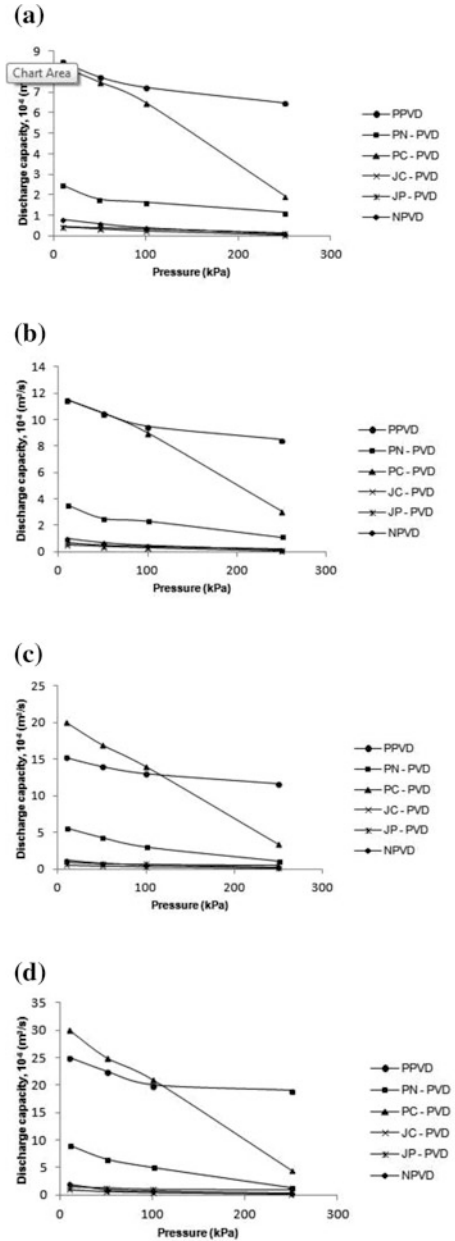 (a)
9
8
7
6
5
4
3
2
1
0
Chart Area
Discharge capacity, 10⁻⁶ (m
0 100 200 300
Pressure (kPa)
PPVD
PN - PVD
PC - PVD
JC - PVD
JP - PVD
NPVD
(b)
14
12
10
8
6
4
2
0
Discharge capacity, 10⁻⁶ (m³/s)
0 100 200 300
Pressure (kPa)
PPVD
PN - PVD
PC - PVD
JC - PVD
JP - PVD
NPVD
(c)
25
20
15
10
5
0
Discharge capacity, 10⁻⁶ (m³/s)
0 100 200 300
Pressure (kPa)
PPVD
PN - PVD
PC - PVD
JC - PVD
JP - PVD
NPVD
(d)
35
30
25
20
15
10
5
0
Discharge capacity, 10⁻⁶ (m³/s)
0 100 200 300
Pressure (kPa)
PPVD
PN - PVD
PC - PVD
JC - PVD
JP - PVD
NPVD